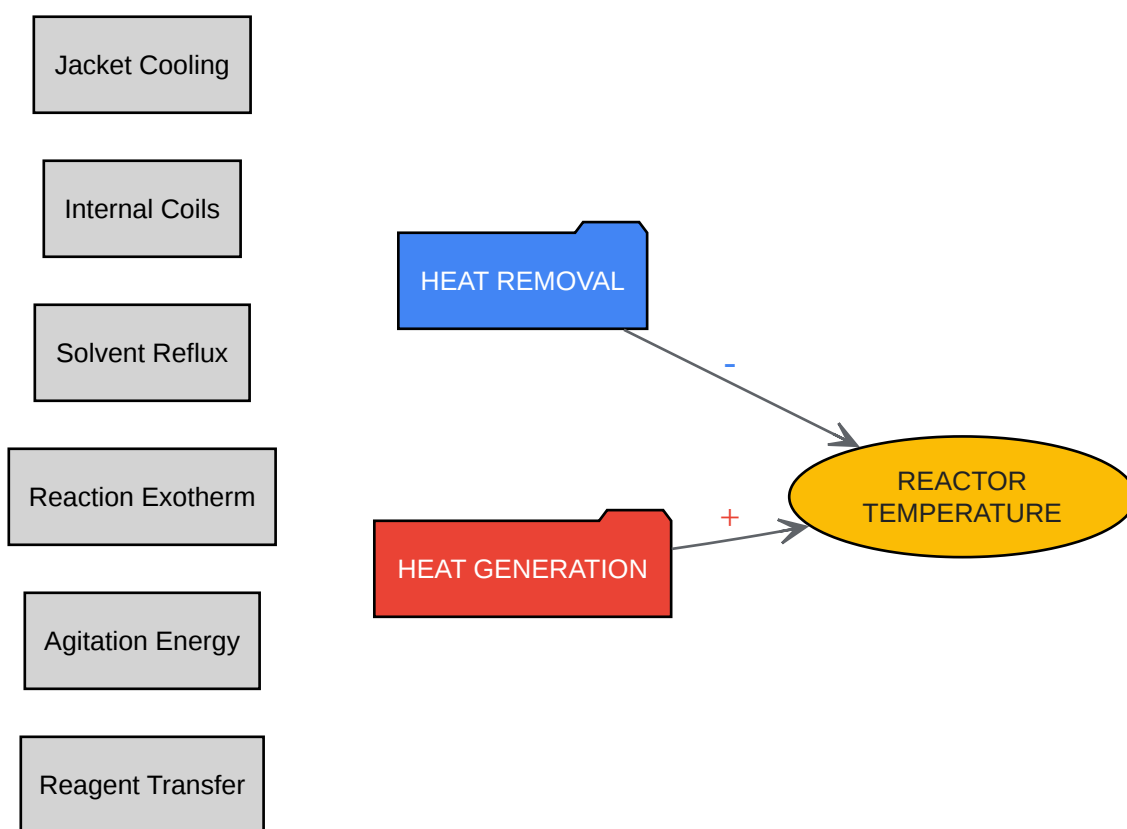 Jacket Cooling
Internal Coils
Solvent Reflux
Reaction Exotherm
Agitation Energy
Reagent Transfer
HEAT REMOVAL
HEAT GENERATION
-
+
REACTOR
TEMPERATURE